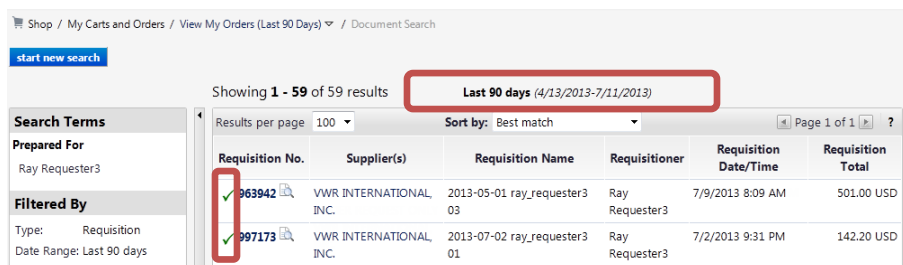 Shop / My Carts and Orders / View My Orders (Last 90 Days) / Document Search
start new search
Showing 1 - 59 of 59 results
Last 90 days (4/13/2013-7/11/2013)
Search Terms
Prepared For
Ray Requester3
Filtered By
Type: Requisition
Date Range: Last 90 days
Results per page 100 Sort by: Best match Page 1 of 1 ?
Requisition No. Supplier(s) Requisition Name Requisitioner Requisition Date/Time Requisition Total
963942 VWR INTERNATIONAL, INC. 2013-05-01 ray_requester3 03 Ray Requester3 7/9/2013 8:09 AM 501.00 USD
997173 VWR INTERNATIONAL, INC. 2013-07-02 ray_requester3 01 Ray Requester3 7/2/2013 9:31 PM 142.20 USD